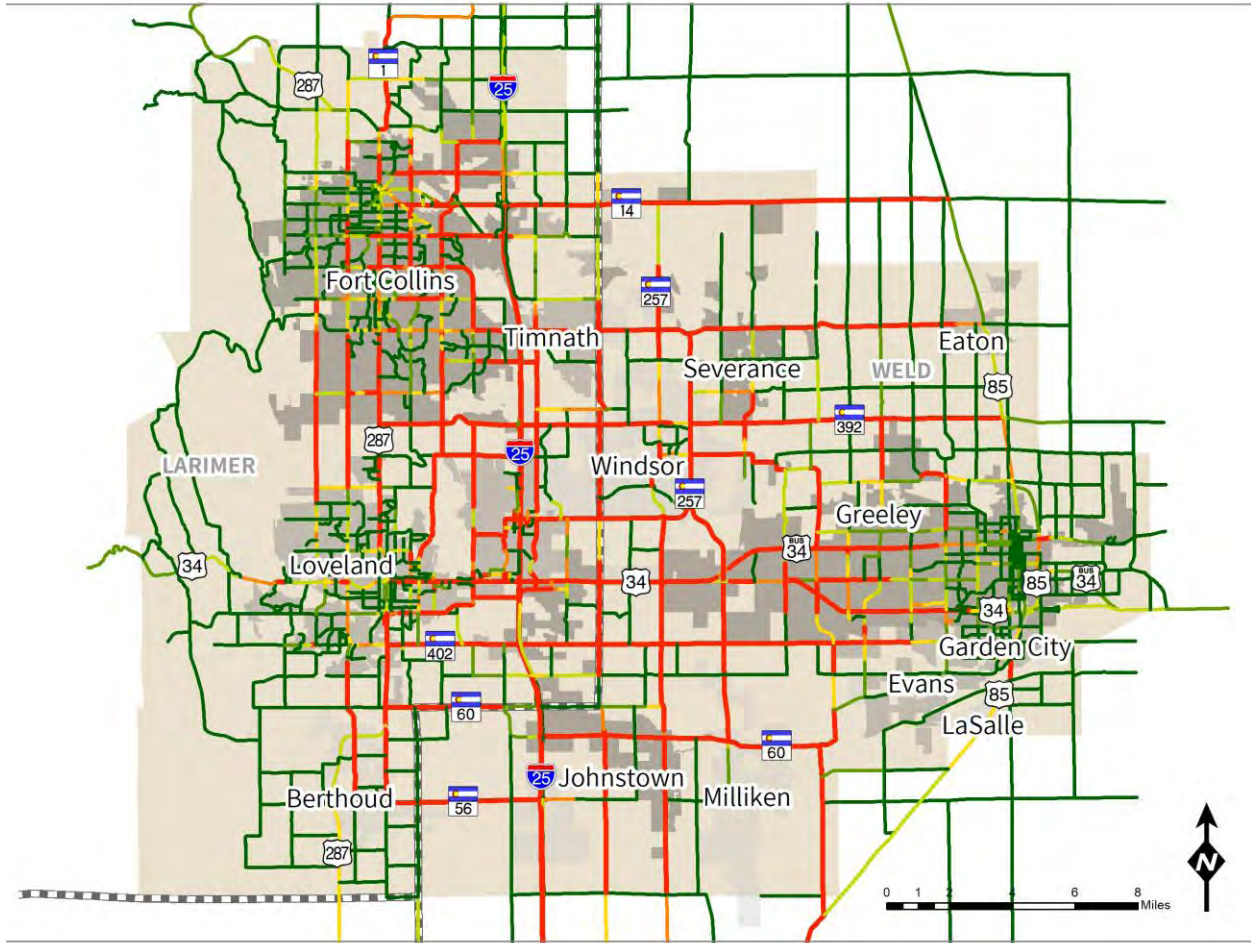 1
287
25
14
Fort Collins
257
Timnath
Eaton
Severance
WELD
85
392
287
25
LARIMER
Windsor
257
Greeley
BUS
34
34
Loveland
34
85
BUS
34
34
402
Garden City
Evans
85
60
LaSalle
60
25
Johnstown
Berthoud
56
Milliken
287
N
0 1 2 4 6 8
Miles